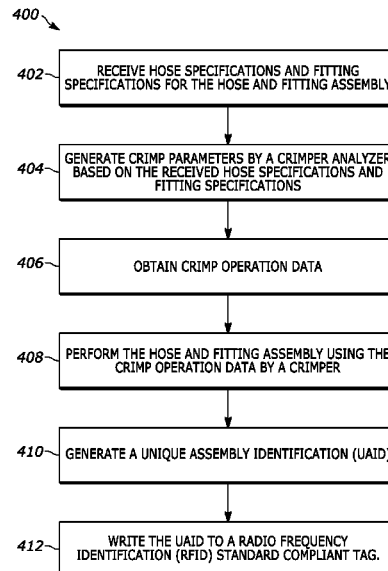 400
402
RECEIVE HOSE SPECIFICATIONS AND FITTING
SPECIFICATIONS FOR THE HOSE AND FITTING ASSEMBLY
404
GENERATE CRIMP PARAMETERS BY A CRIMPER ANALYZER
BASED ON THE RECEIVED HOSE SPECIFICATIONS AND
FITTING SPECIFICATIONS
406
OBTAIN CRIMP OPERATION DATA
408
PERFORM THE HOSE AND FITTING ASSEMBLY USING THE
CRIMP OPERATION DATA BY A CRIMPER
410
GENERATE A UNIQUE ASSEMBLY IDENTIFICATION (UAID)
412
WRITE THE UAID TO A RADIO FREQUENCY
IDENTIFICATION (RFID) STANDARD COMPLIANT TAG.